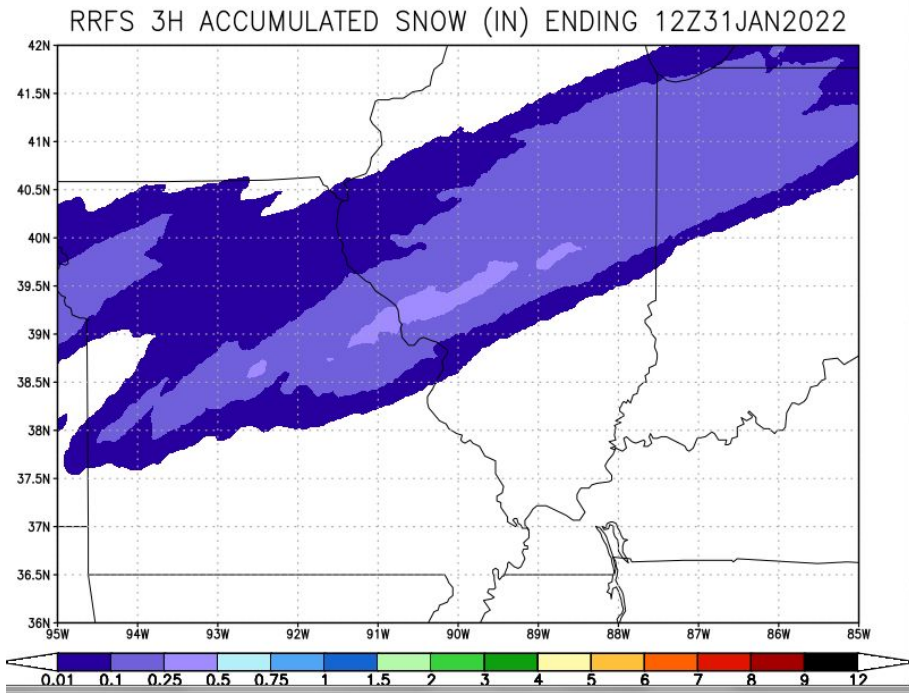 RRFS 3H ACCUMULATED SNOW (IN) ENDING 12Z31JAN2022
42N
41.5N
41N
40.5N
40N
39.5N
39N
38.5N
38N
37.5N
37N
36.5N
36N
95W 94W 93W 92W 91W 90W 89W 88W 87W 86W 85W
0.01 0.1 0.25 0.5 0.75 1 1.5 2 3 4 5 6 7 8 9 12